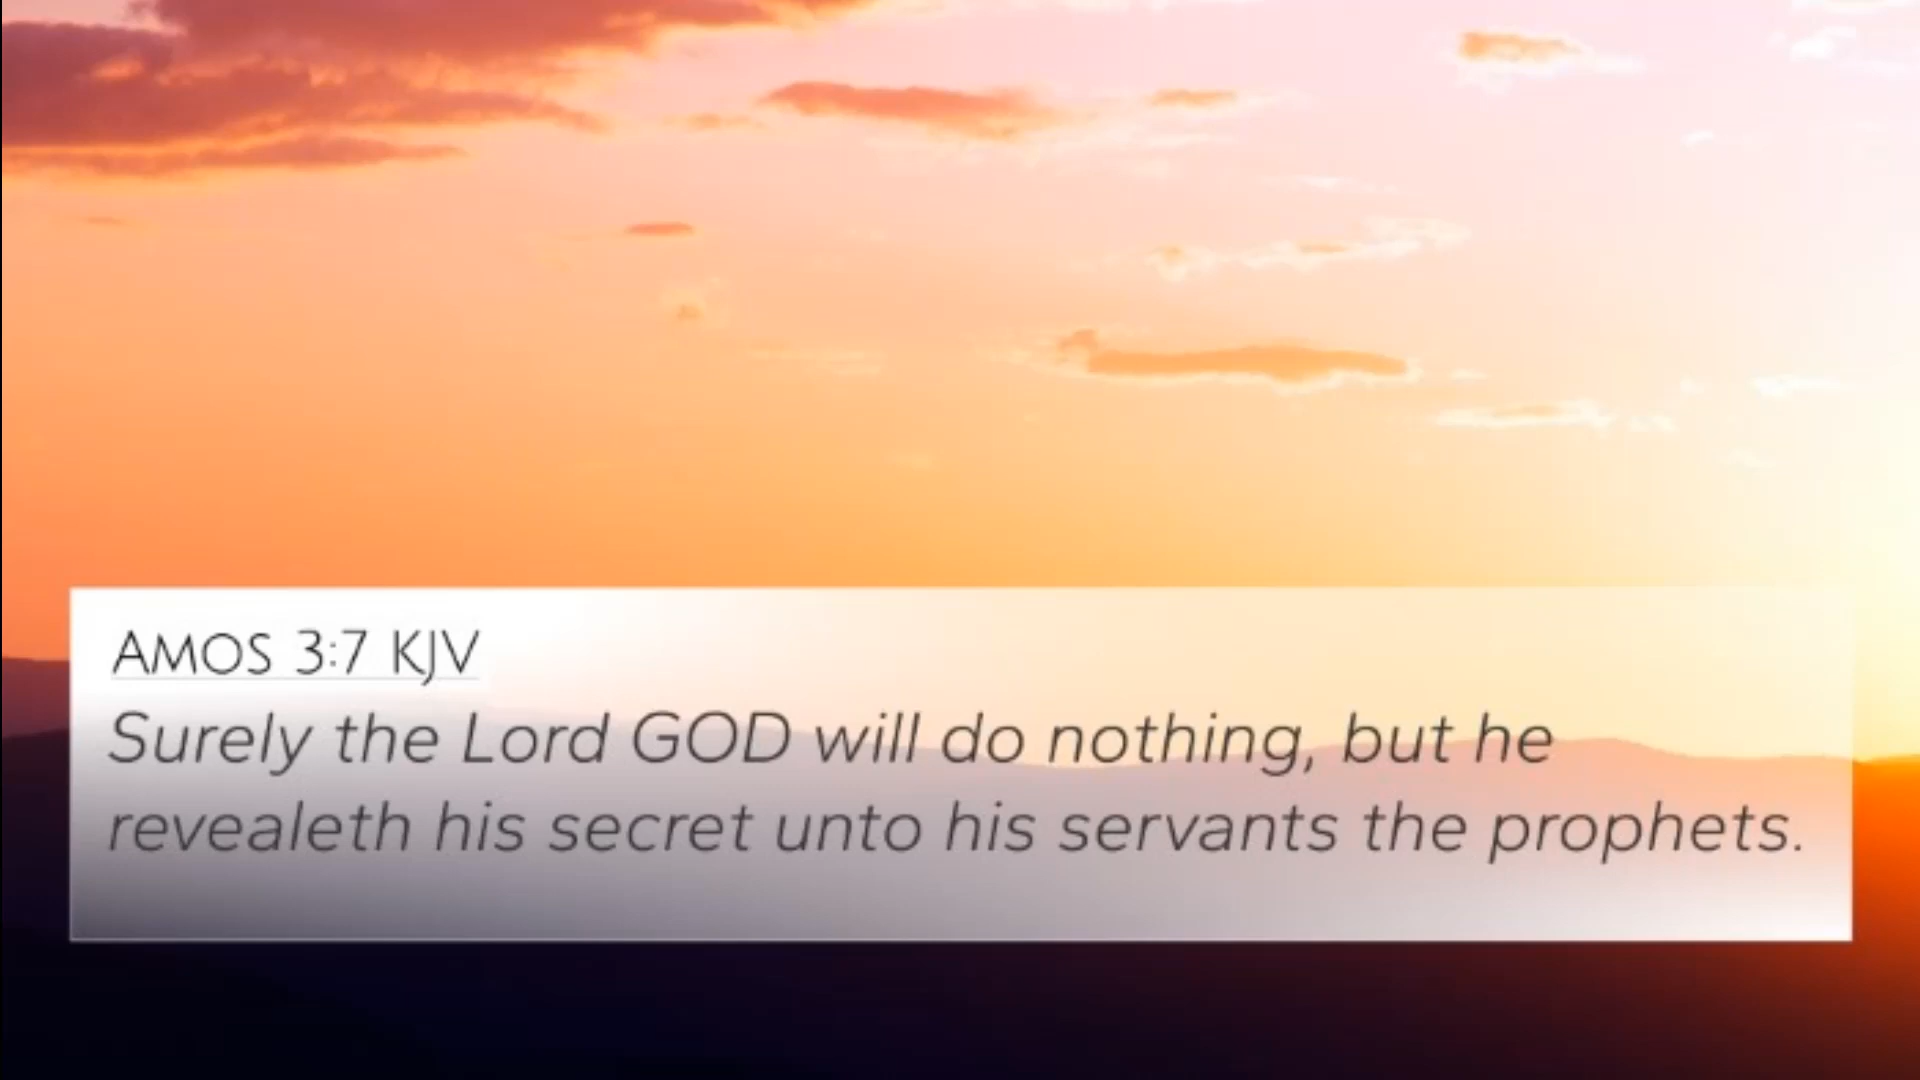 Amos 3:7 KJV
Surely the Lord GOD will do nothing, but he
revealeth his secret unto his servants the prophets.